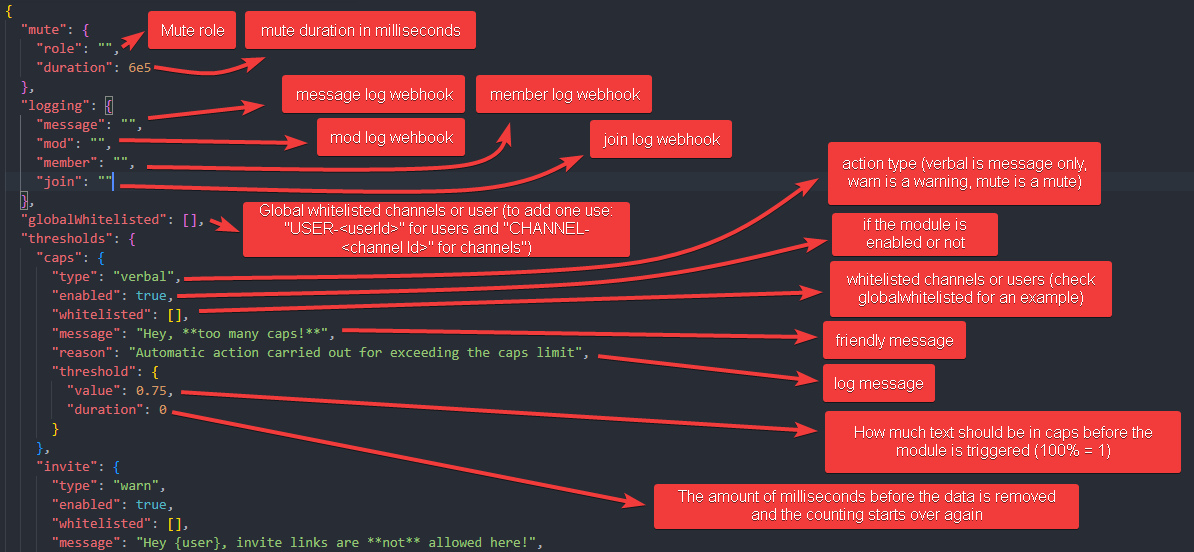 {
"mute": {
"role": "",
Mute role
mute duration in milliseconds
"duration": 6e5
},
"logging": {
message log webhook
member log webhook
"message": "",
"mod": "",
mod log wehbook
join log webhook
"member": "",
"join": ""
},
action type (verbal is message only,
warn is a warning, mute is a mute)
"globalWhitelisted": [],
Global whitelisted channels or user (to add one use:
"USER-<userId>" for users and "CHANNEL-
<channel Id>" for channels")
if the module is
enabled or not
"thresholds": {
"caps": {
"type": "verbal",
"enabled": true,
"whitelisted": [],
whitelisted channels or users (check
globalwhitelisted for an example)
"message": "Hey, **too many caps!**",
friendly message
"reason": "Automatic action carried out for exceeding the caps limit",
log message
"threshold": {
"value": 0.75,
"duration": 0
How much text should be in caps before the
module is triggered (100% = 1)
}
},
"invite": {
"type": "warn",
The amount of milliseconds before the data is removed
and the counting starts over again
"enabled": true,
"whitelisted": [],
"message": "Hey {user}, invite links are **not** allowed here!",